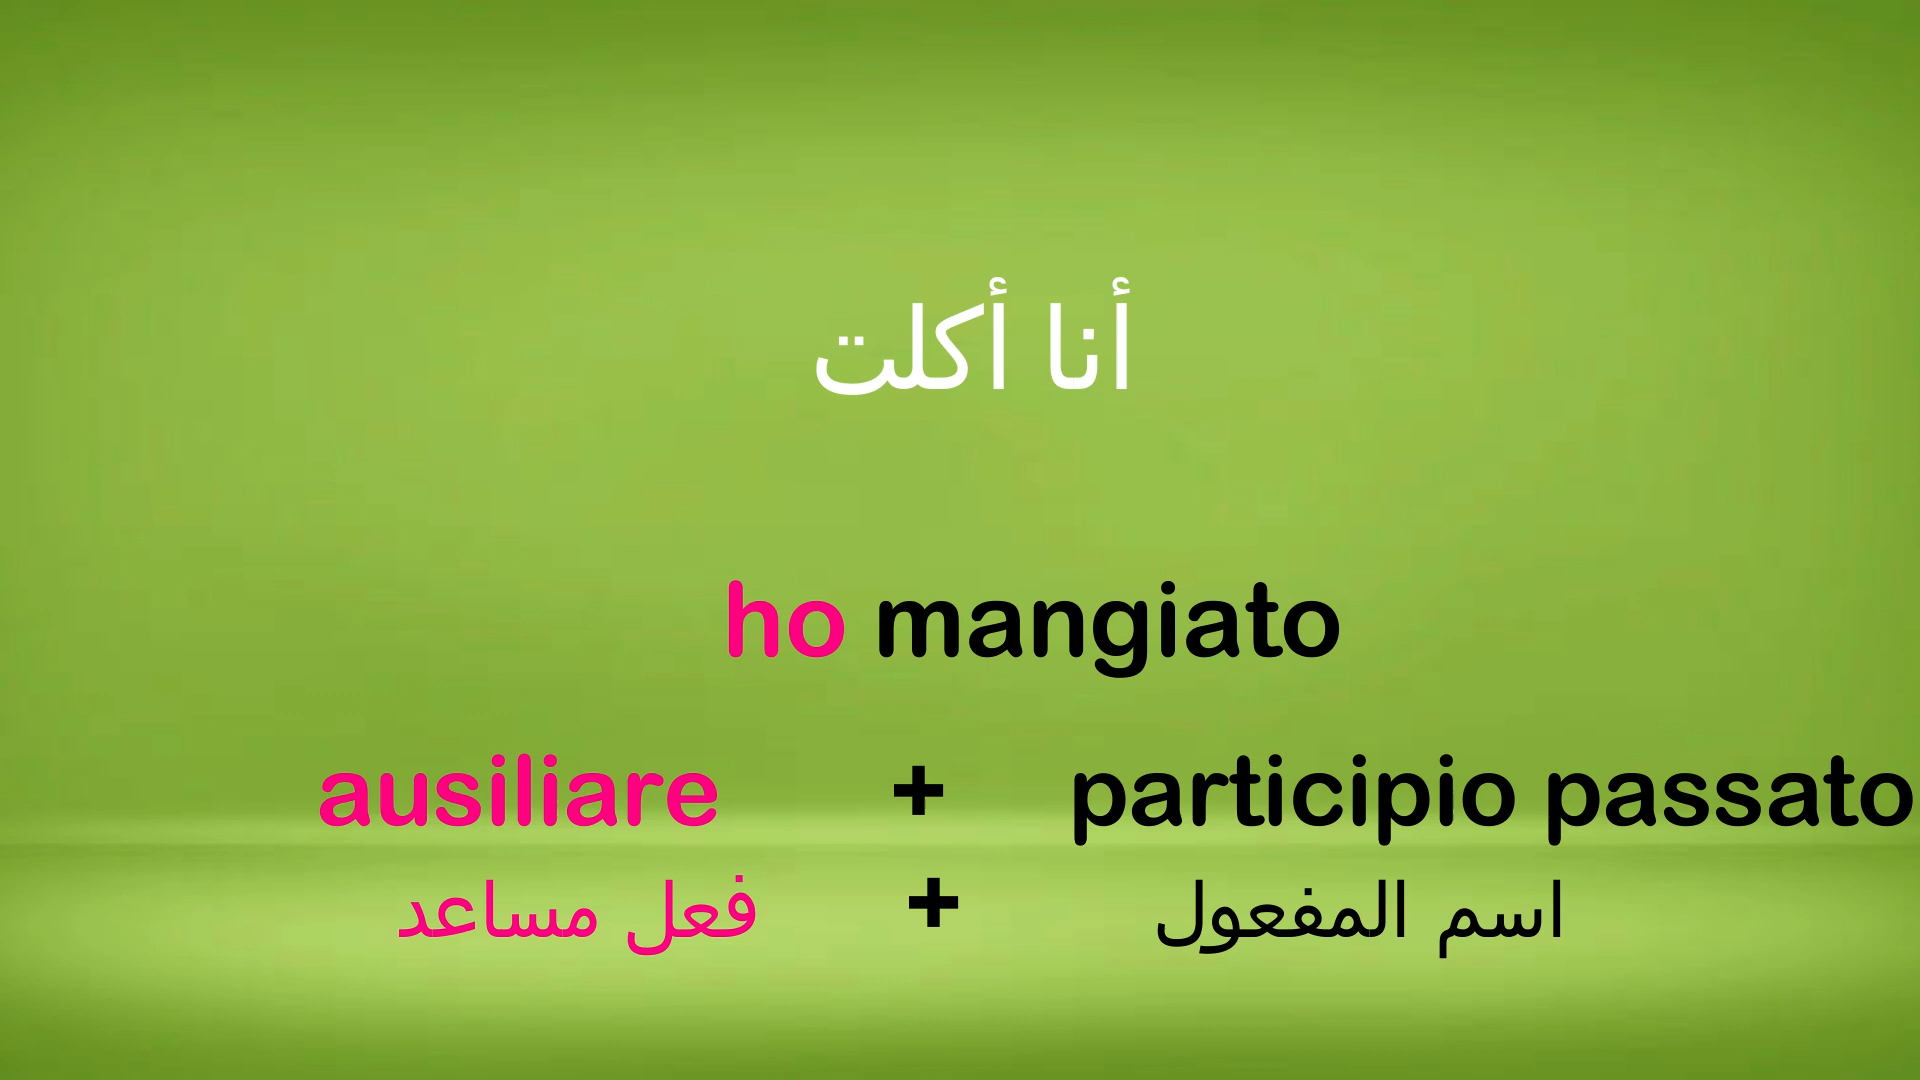 أنا أكلت
ho mangiato
ausiliare + participio passato
فعل مساعد + اسم المفعول